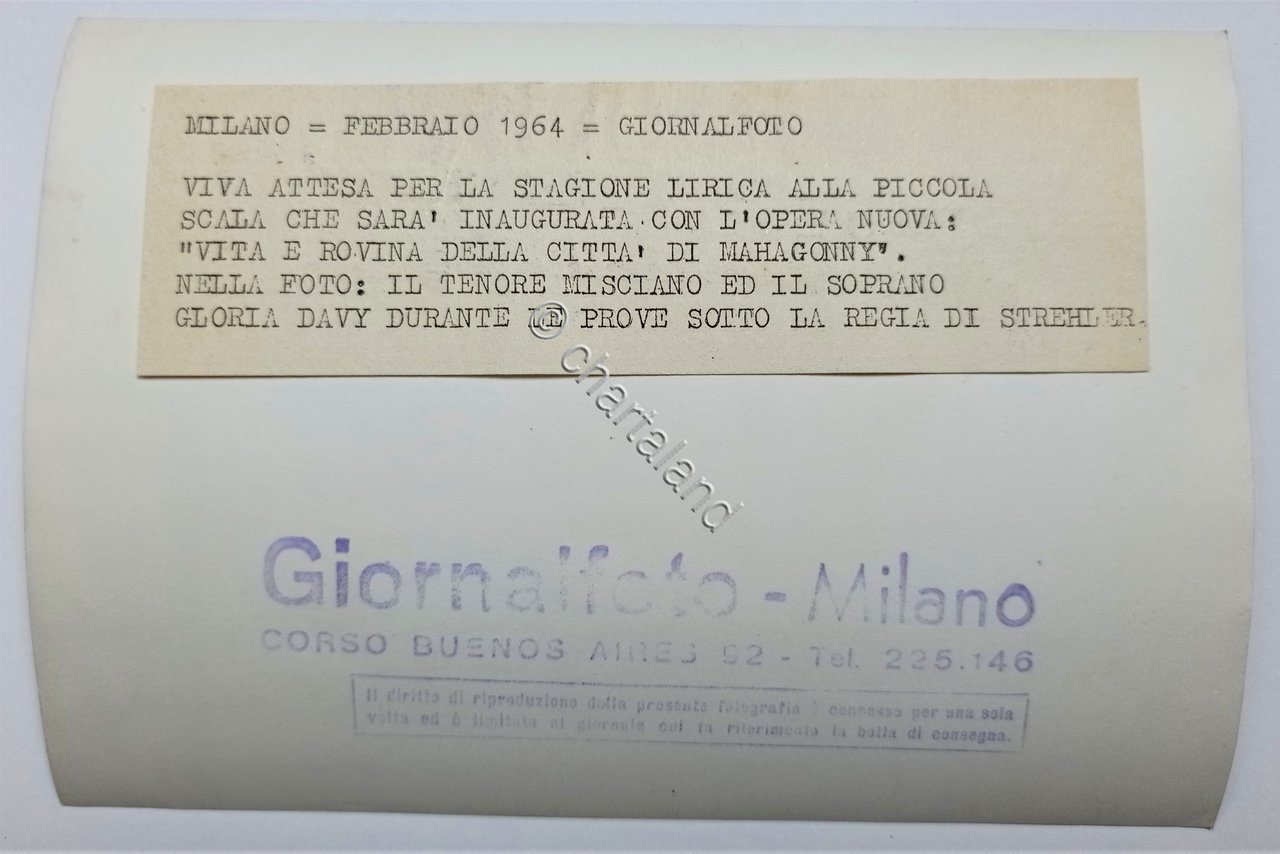 MILANO = FEBBRAIO 1964 = GIORNALFOTO
VIVA ATTESA PER LA STAGIONE LIRICA ALLA PICCOLA
SCALA CHE SARA' INAUGURATA CON L'OPERA NUOVA:
"VITA E ROVINA DELLA CITTA' DI MAHAGONNY".
NELLA FOTO: IL TENORE MISCIANO ED IL SOPRANO
GLORIA DAVY DURANTE LE PROVE SOTTO LA REGIA DI STREHLER.
© chartaland
Giornalfoto - Milano
CORSO BUENOS AIRES 92 - Tel. 225.146
Il diritto di riproduzione della presente fotografia è concesso per una sola
volta ed è limitato al giornale cui fa riferimento la bolla di consegna.